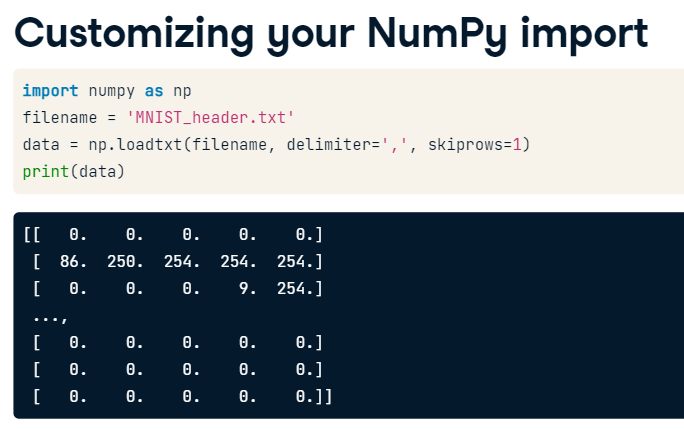 Customizing your NumPy import
import numpy as np
filename = 'MNIST_header.txt'
data = np.loadtxt(filename, delimiter=',', skiprows=1)
print(data)
[[   0.    0.    0.    0.    0.]
 [  86.  250.  254.  254.  254.]
 [   0.    0.    0.    9.  254.]
 ...,
 [   0.    0.    0.    0.    0.]
 [   0.    0.    0.    0.    0.]
 [   0.    0.    0.    0.    0.]]